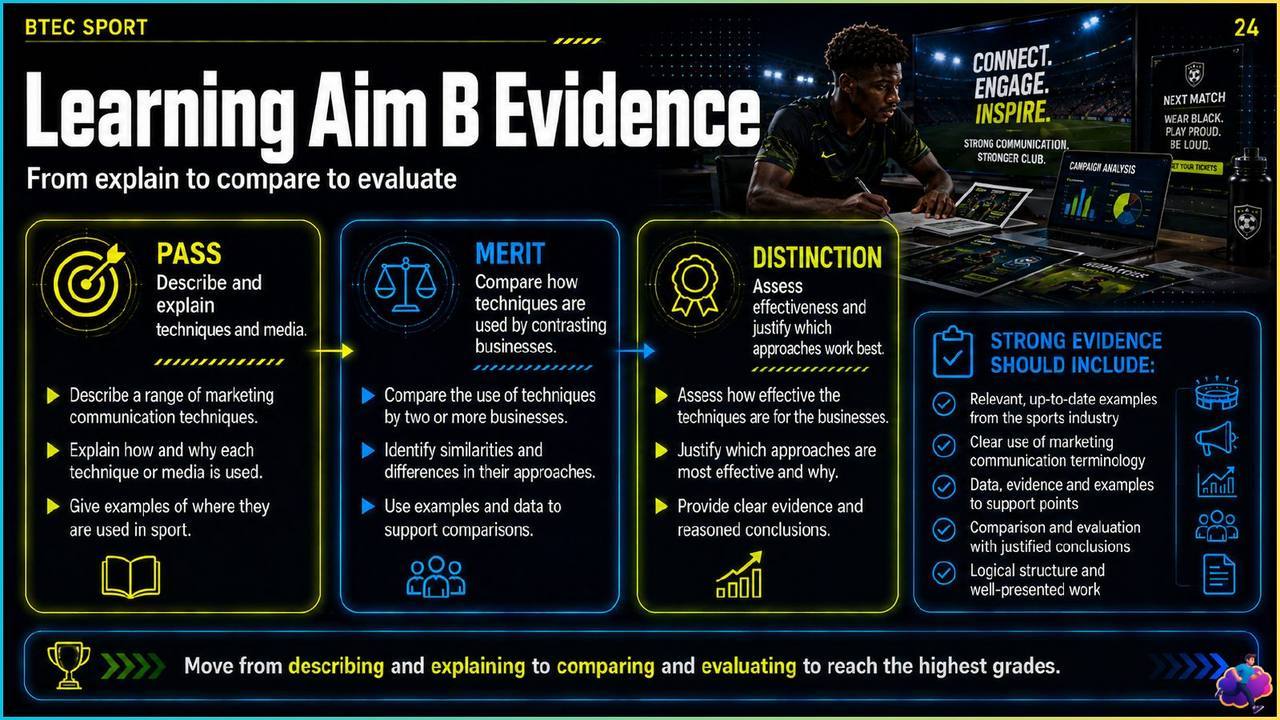 BTEC SPORT
24
Learning Aim B Evidence
From explain to compare to evaluate
CONNECT.
ENGAGE.
INSPIRE.
STRONG COMMUNICATION.
STRONGER CLUB.
NEXT MATCH
WEAR BLACK.
PLAY PROUD.
BE LOUD.
GET YOUR TICKETS
CAMPAIGN ANALYSIS
PASS
Describe and
explain
techniques and media.
Describe a range of marketing
communication techniques.
Explain how and why each
technique or media is used.
Give examples of where they
are used in sport.
MERIT
Compare how
techniques are
used by contrasting
businesses.
Compare the use of techniques
by two or more businesses.
Identify similarities and
differences in their approaches.
Use examples and data to
support comparisons.
DISTINCTION
Assess
effectiveness and
justify which
approaches work best.
Assess how effective the
techniques are for the businesses.
Justify which approaches are
most effective and why.
Provide clear evidence and
reasoned conclusions.
STRONG EVIDENCE
SHOULD INCLUDE:
Relevant, up-to-date examples
from the sports industry
Clear use of marketing
communication terminology
Data, evidence and examples
to support points
Comparison and evaluation
with justified conclusions
Logical structure and
well-presented work
Move from describing and explaining to comparing and evaluating to reach the highest grades.